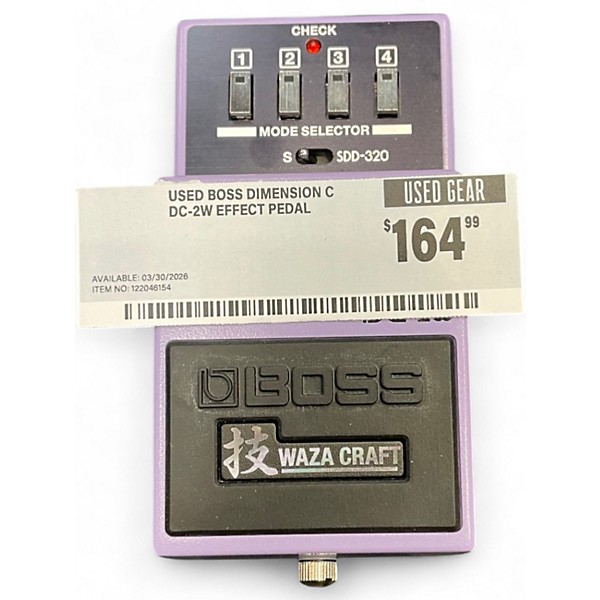 CHECK
1 2 3 4
MODE SELECTOR
S SDD-320
USED BOSS DIMENSION C
DC-2W EFFECT PEDAL
USED GEAR
$164.99
AVAILABLE: 03/30/2026
ITEM NO: 122046154
BOSS
技 WAZA CRAFT